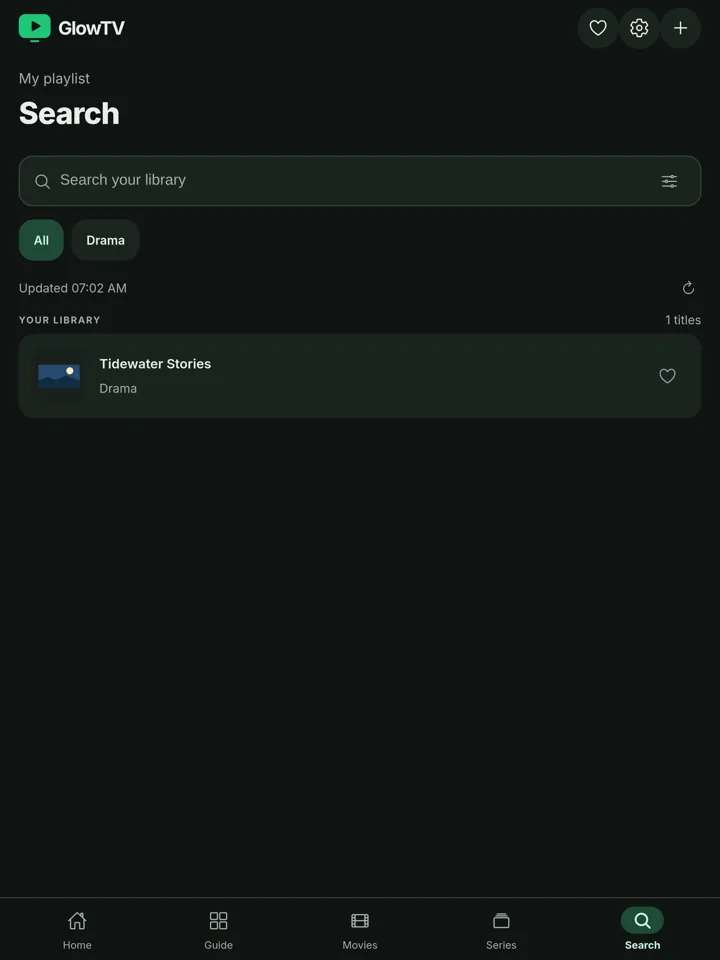 GlowTV
My playlist
Search
Search your library
All
Drama
Updated 07:02 AM
YOUR LIBRARY
1 titles
Tidewater Stories
Drama
Home
Guide
Movies
Series
Search